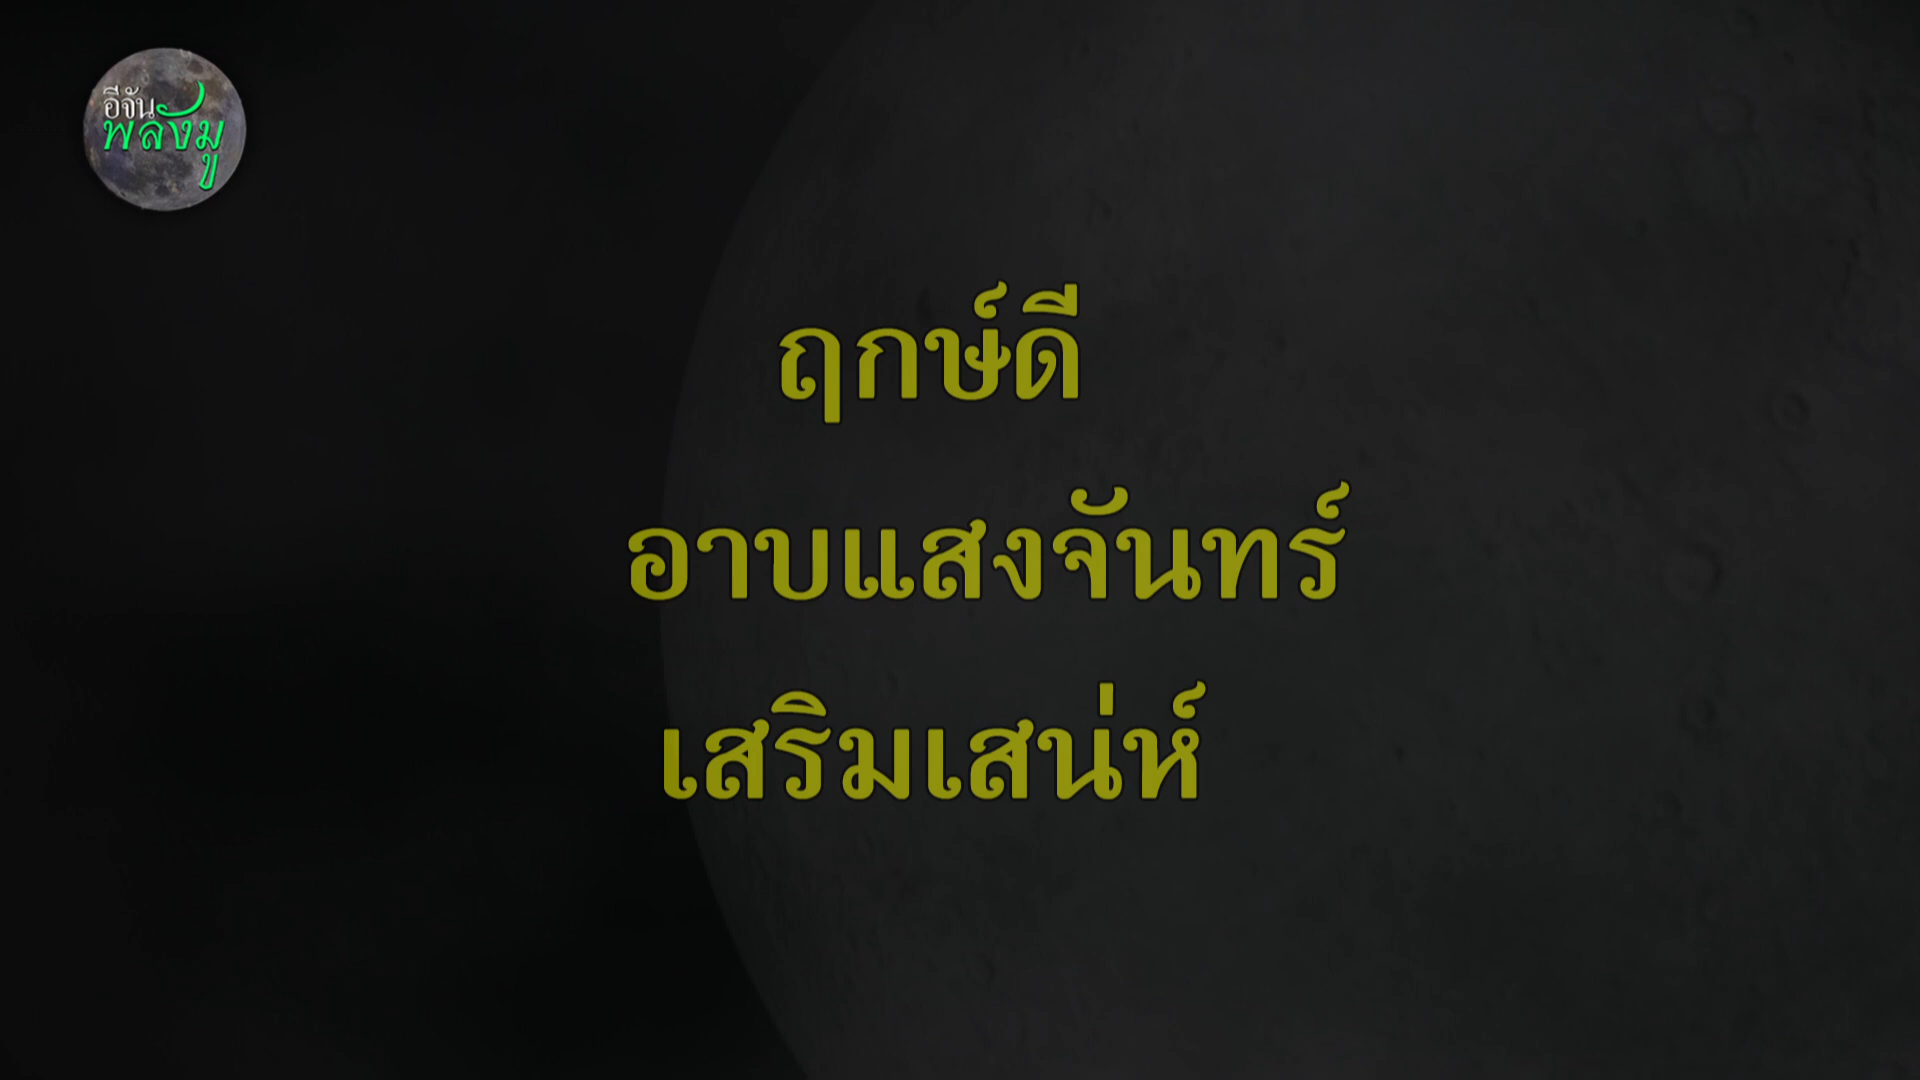 อีจัน
พลังมู
ฤกษ์ดี
อาบแสงจันทร์
เสริมเสน่ห์